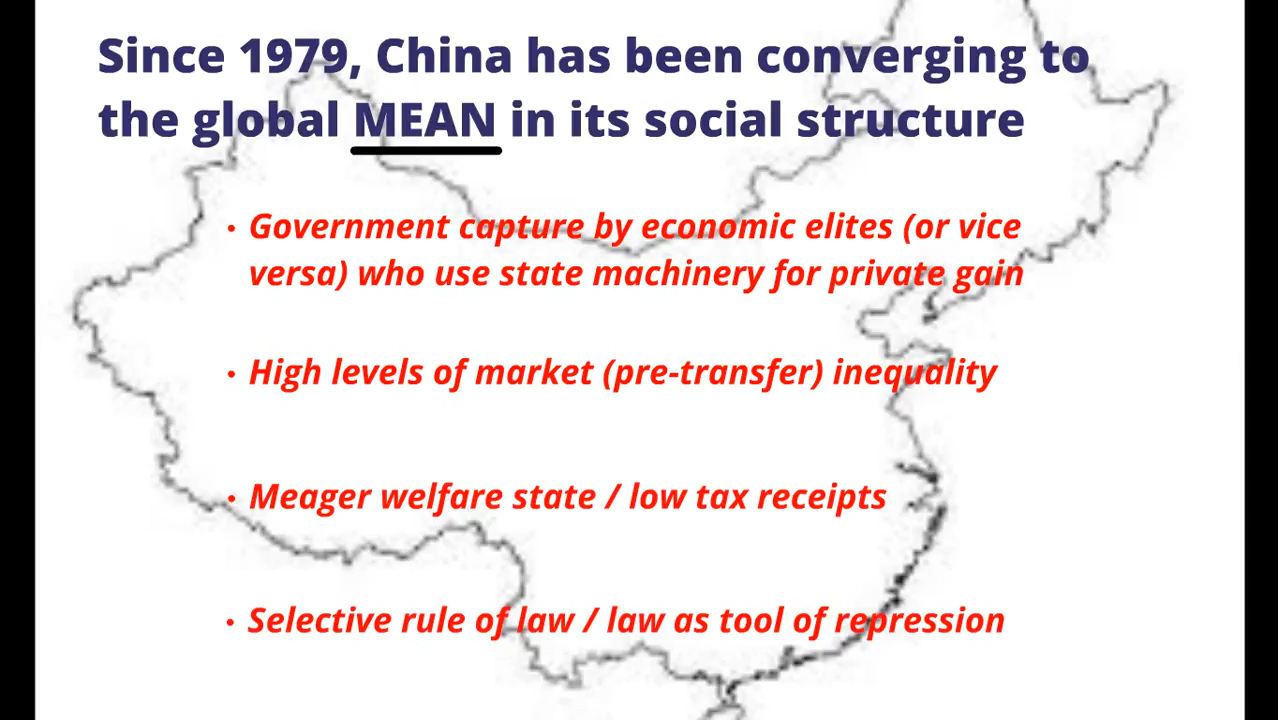 Since 1979, China has been converging to
the global MEAN in its social structure
• Government capture by economic elites (or vice
versa) who use state machinery for private gain
• High levels of market (pre-transfer) inequality
• Meager welfare state / low tax receipts
• Selective rule of law / law as tool of repression